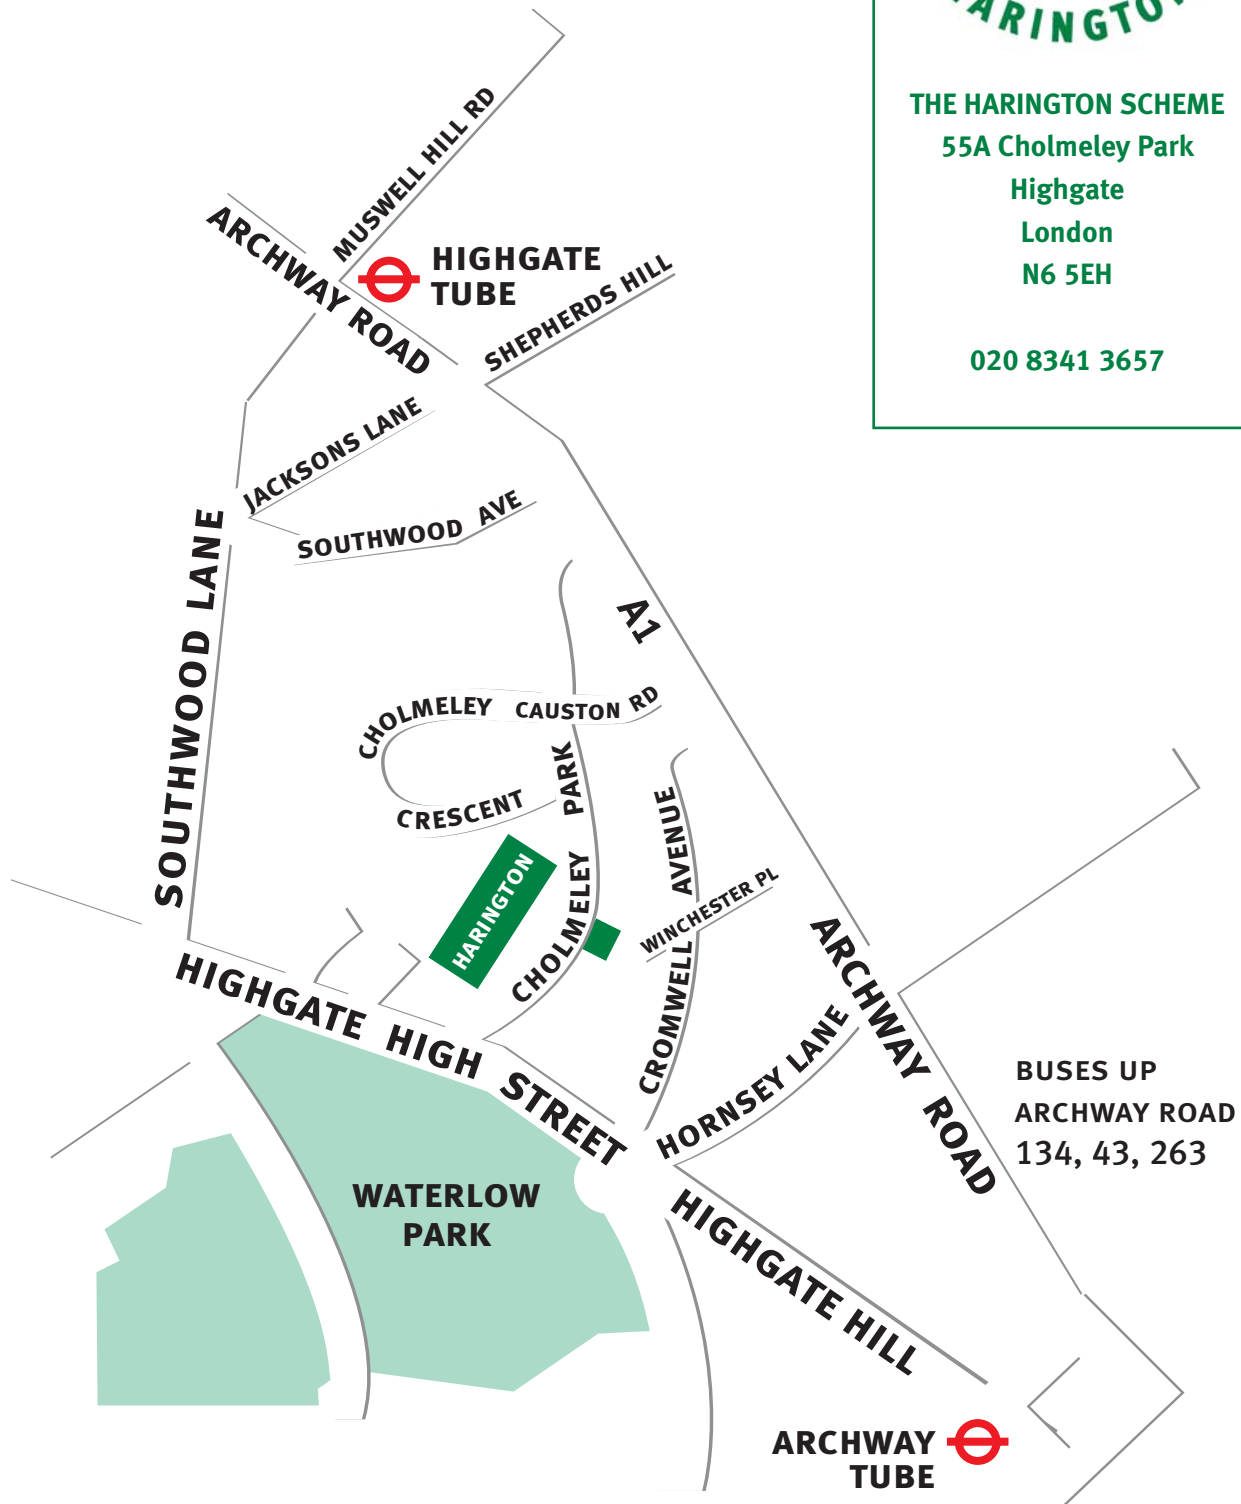 HARINGTON
THE HARINGTON SCHEME
55A Cholmeley Park
Highgate
London
N6 5EH
020 8341 3657
MUSWELL HILL RD
ARCHWAY ROAD
HIGHGATE
TUBE
SHEPHERDS HILL
JACKSONS LANE
SOUTHWOOD AVE
SOUTHWOOD LANE
A1
CHOLMELEY
CRESCENT
CAUSTON RD
CHOLMELEY PARK
HARINGTON
CROMWELL AVENUE
WINCHESTER PL
HIGHGATE HIGH STREET
HORNSEY LANE
ARCHWAY ROAD
BUSES UP
ARCHWAY ROAD
134, 43, 263
WATERLOW
PARK
HIGHGATE HILL
ARCHWAY
TUBE